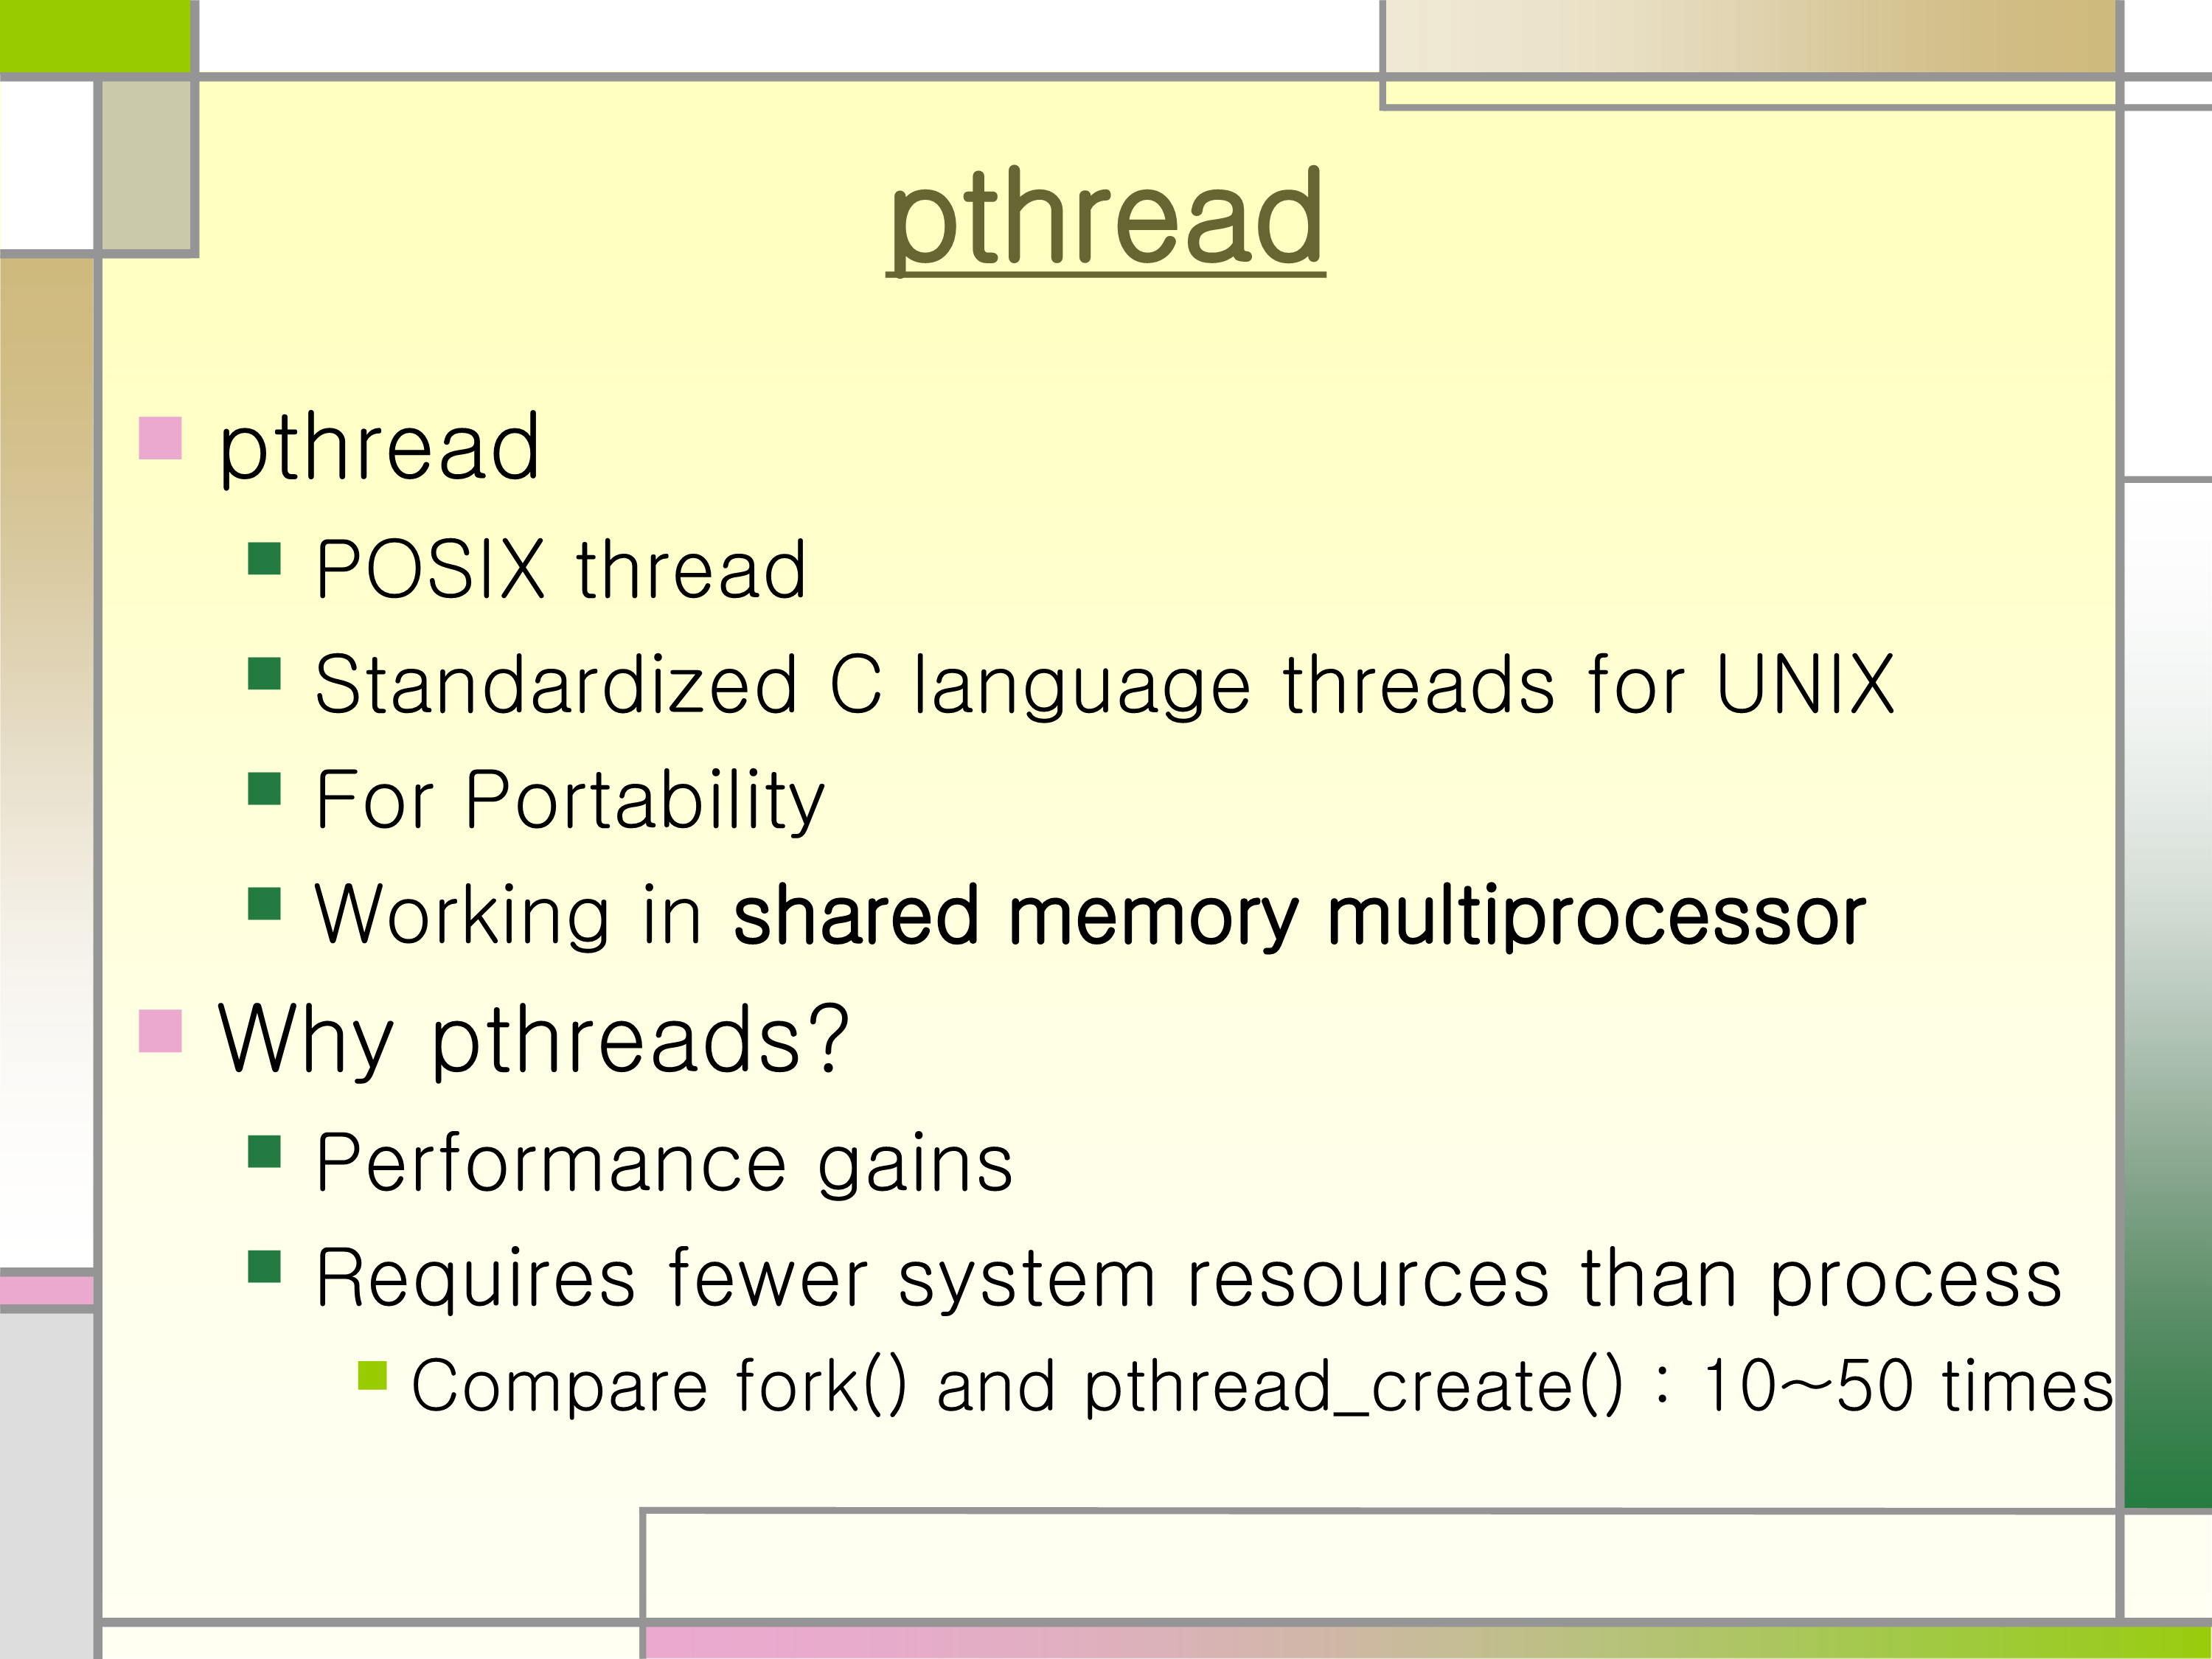 pthread
pthread
POSIX thread
Standardized C language threads for UNIX
For Portability
Working in shared memory multiprocessor
Why pthreads?
Performance gains
Requires fewer system resources than process
Compare fork() and pthread_create() : 10~50 times